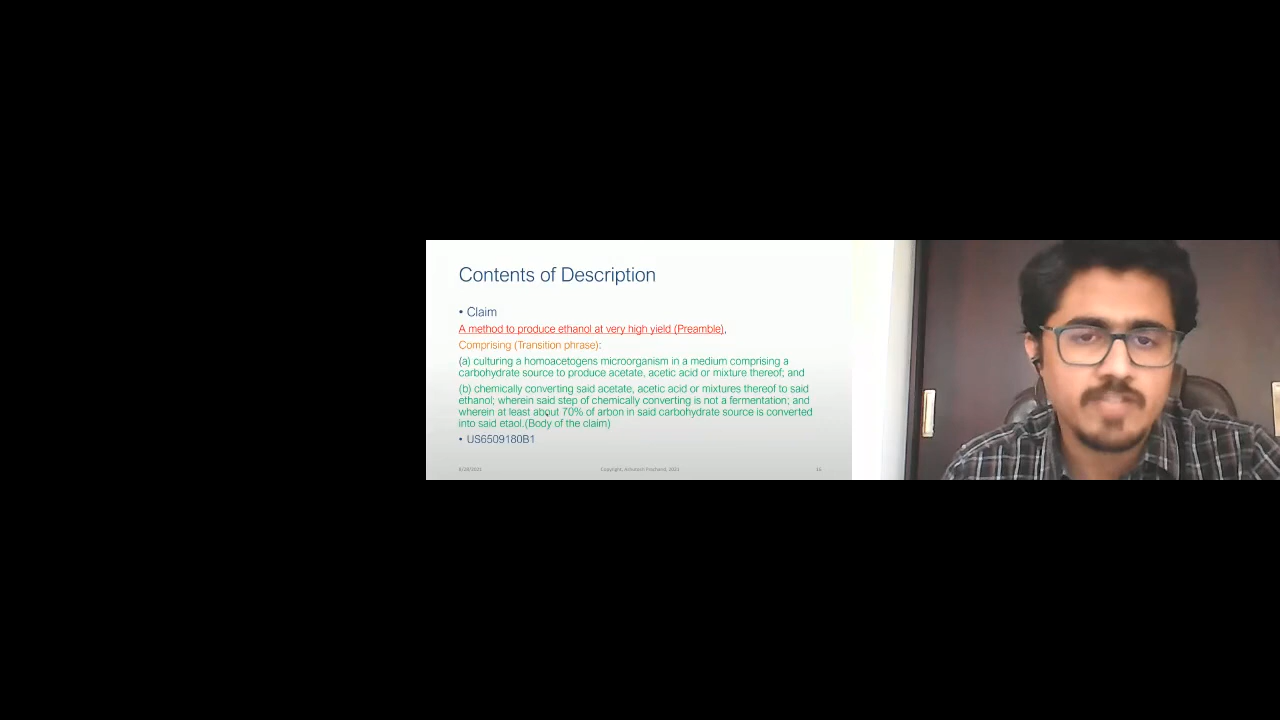 Contents of Description
• Claim
A method to produce ethanol at very high yield (Preamble),
Comprising (Transition phrase):
(a) culturing a homoacetogens microorganism in a medium comprising a
carbohydrate source to produce acetate, acetic acid or mixture thereof; and
(b) chemically converting said acetate, acetic acid or mixtures thereof to said
ethanol; wherein said step of chemically converting is not a fermentation; and
wherein at least about 70% of arbon in said carbohydrate source is converted
into said etaol.(Body of the claim)
• US6509180B1
Copyright, 2021
16